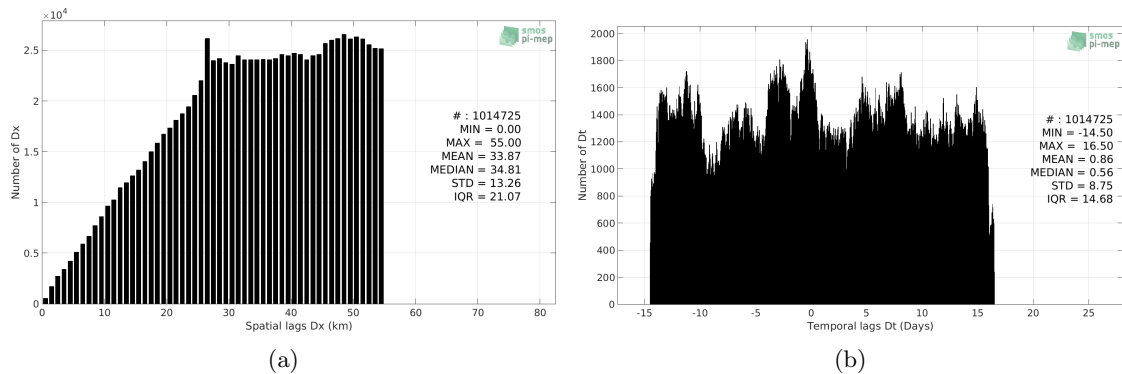 ×10⁴
2.5
2
1.5
1
0.5
0
Number of Dx
0 10 20 30 40 50 60 70 80
Spatial lags Dx (km)
smos
pi-mep
# : 1014725
MIN = 0.00
MAX = 55.00
MEAN = 33.87
MEDIAN = 34.81
STD = 13.26
IQR = 21.07
(a)
2000
1800
1600
1400
1200
1000
800
600
400
200
0
Number of Dt
-15 -10 -5 0 5 10 15 20 25
Temporal lags Dt (Days)
smos
pi-mep
# : 1014725
MIN = -14.50
MAX = 16.50
MEAN = 0.86
MEDIAN = 0.56
STD = 8.75
IQR = 14.68
(b)